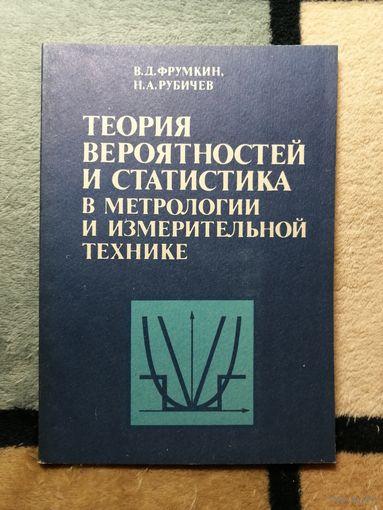 В.Д.ФРУМКИН,
Н.А.РУБИЧЕВ
ТЕОРИЯ
ВЕРОЯТНОСТЕЙ
И СТАТИСТИКА
В МЕТРОЛОГИИ
И ИЗМЕРИТЕЛЬНОЙ
ТЕХНИКЕ